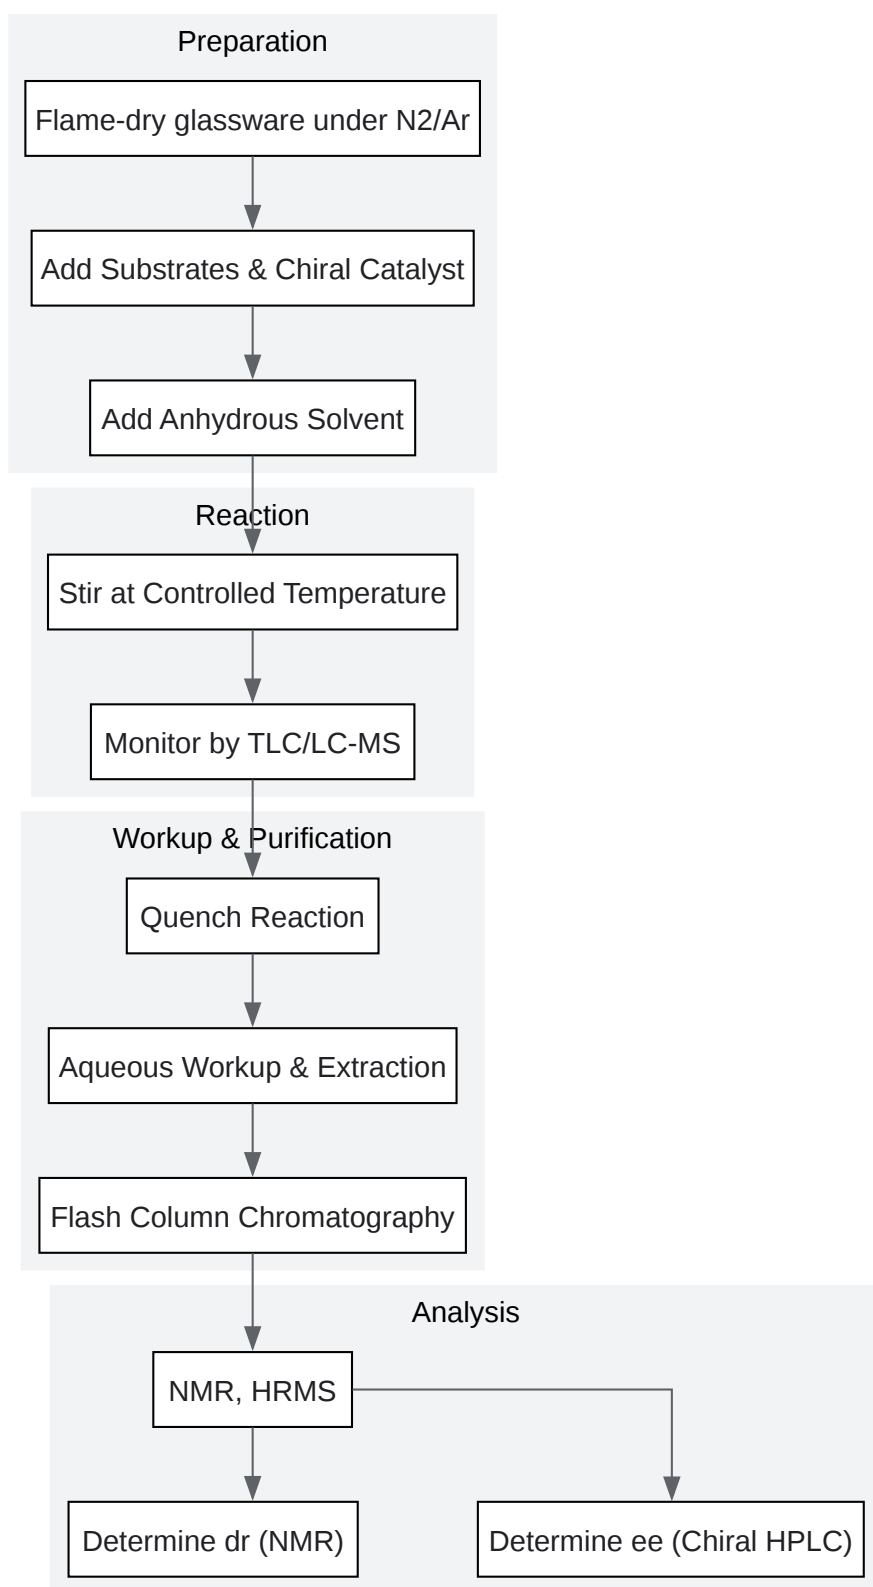 Preparation
Flame-dry glassware under N2/Ar
Add Substrates & Chiral Catalyst
Add Anhydrous Solvent
Reaction
Stir at Controlled Temperature
Monitor by TLC/LC-MS
Workup & Purification
Quench Reaction
Aqueous Workup & Extraction
Flash Column Chromatography
Analysis
NMR, HRMS
Determine dr (NMR)
Determine ee (Chiral HPLC)